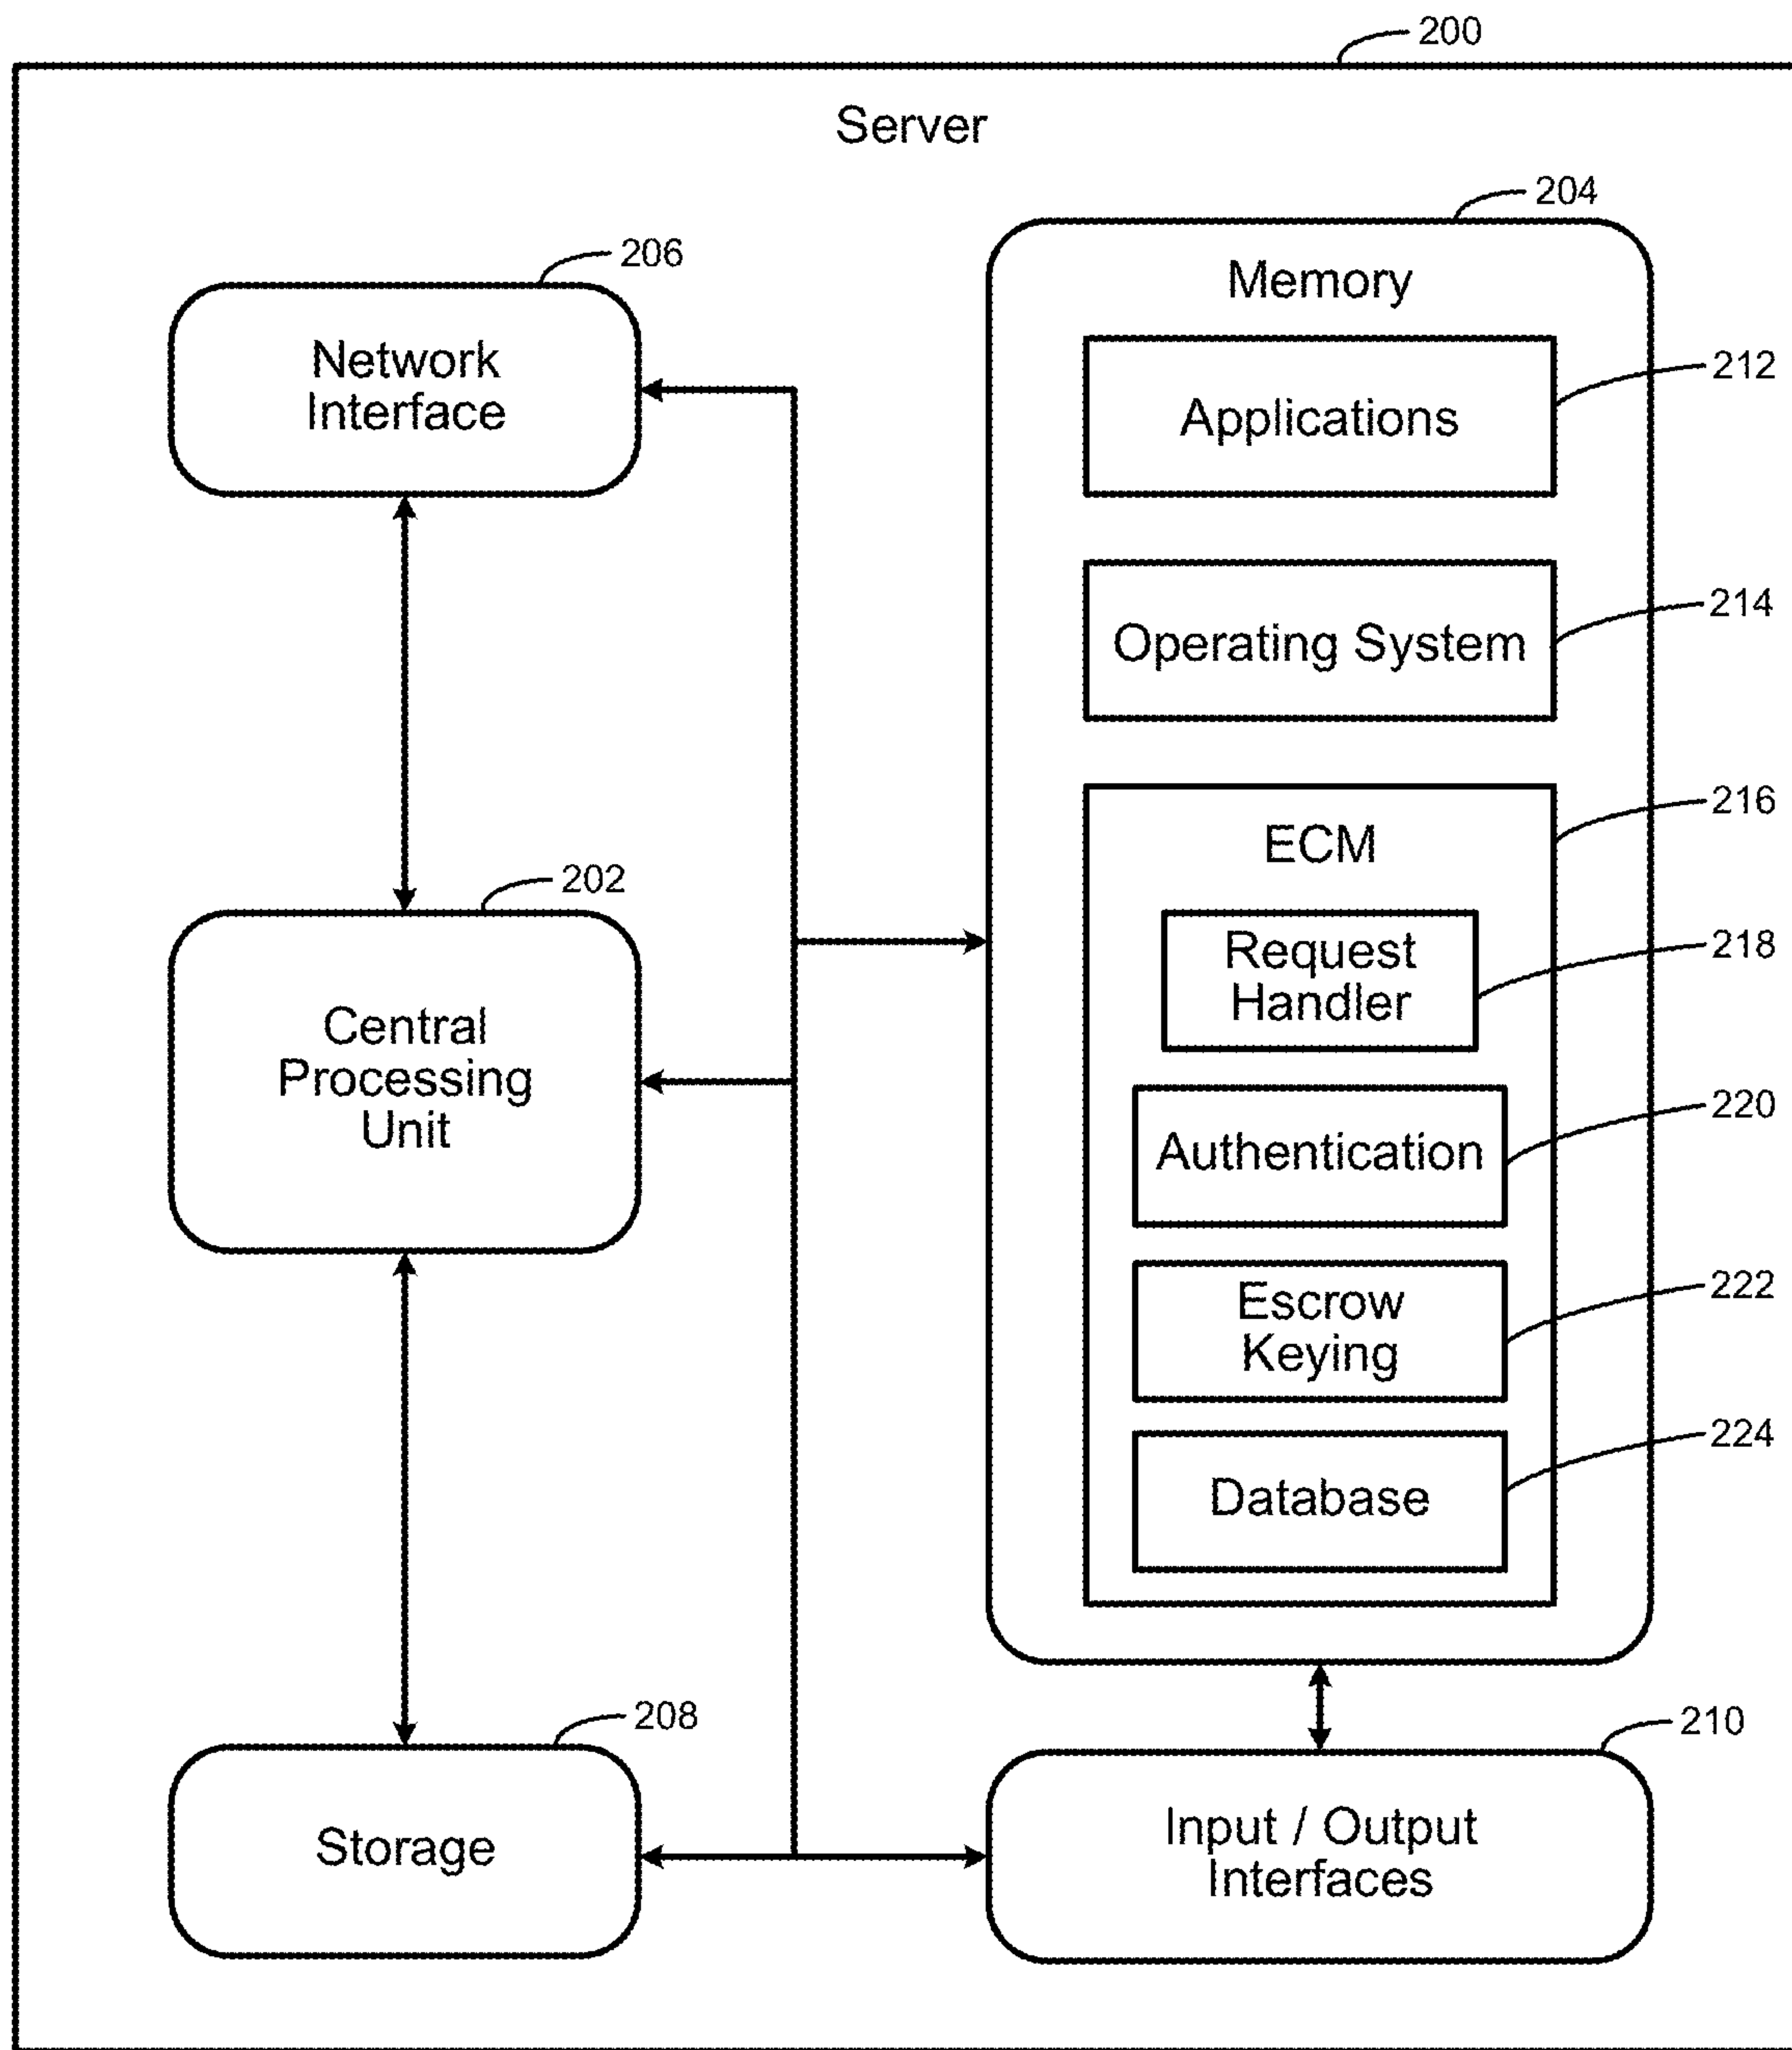 200
Server
204
206
Memory
Network
Interface
212
Applications
214
Operating System
216
ECM
202
218
Request
Handler
Central
Processing
Unit
220
Authentication
222
Escrow
Keying
224
Database
208
210
Storage
Input / Output
Interfaces